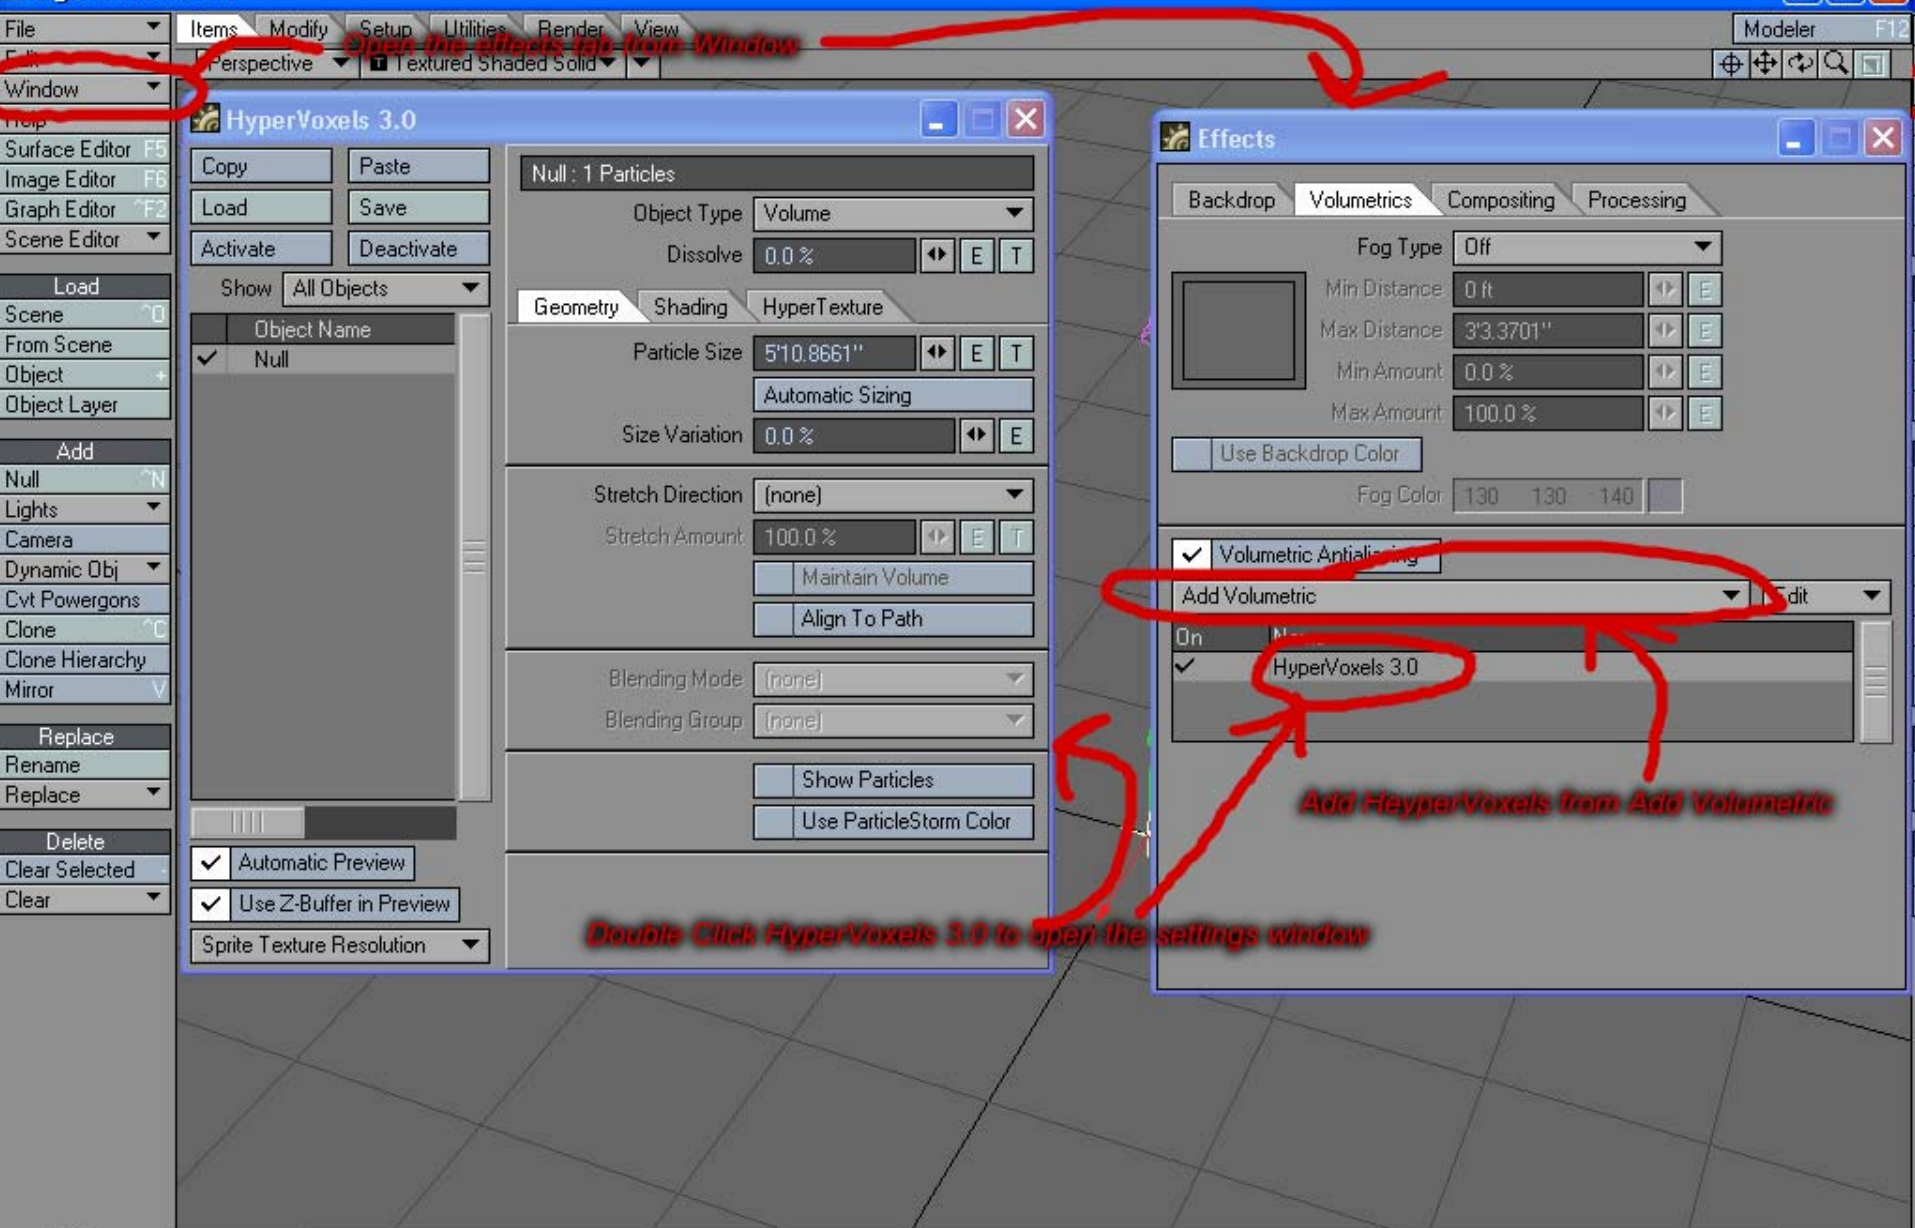 File
Items Modify Setup Utilities Render View
Modeler F12
Open the effects tab from Window
Edit
Perspective T Textured Shaded Solid
Window
Help
Surface Editor F5
Image Editor F6
Graph Editor ^F2
Scene Editor
Load
Scene ^O
From Scene
Object +
Object Layer
Add
Null ^N
Lights
Camera
Dynamic Obj
Cvt Powergons
Clone ^C
Clone Hierarchy
Mirror V
Replace
Rename
Replace
Delete
Clear Selected -
Clear
HyperVoxels 3.0
Copy Paste
Load Save
Activate Deactivate
Show All Objects
Object Name
Null
Automatic Preview
Use Z-Buffer in Preview
Sprite Texture Resolution
Null : 1 Particles
Object Type Volume
Dissolve 0.0 % E T
Geometry Shading HyperTexture
Particle Size 5'10.8661" E T
Automatic Sizing
Size Variation 0.0 % E
Stretch Direction (none)
Stretch Amount 100.0 % E T
Maintain Volume
Align To Path
Blending Mode (none)
Blending Group (none)
Show Particles
Use ParticleStorm Color
Double Click HyperVoxels 3.0 to open the settings window
Effects
Backdrop Volumetrics Compositing Processing
Fog Type Off
Min Distance 0 ft E
Max Distance 3'3.3701" E
Min Amount 0.0 % E
Max Amount 100.0 % E
Use Backdrop Color
Fog Color 130 130 140
Volumetric Antialiasing
Add Volumetric Edit
On Name
HyperVoxels 3.0
Add HeyperVoxels from Add Volumetric